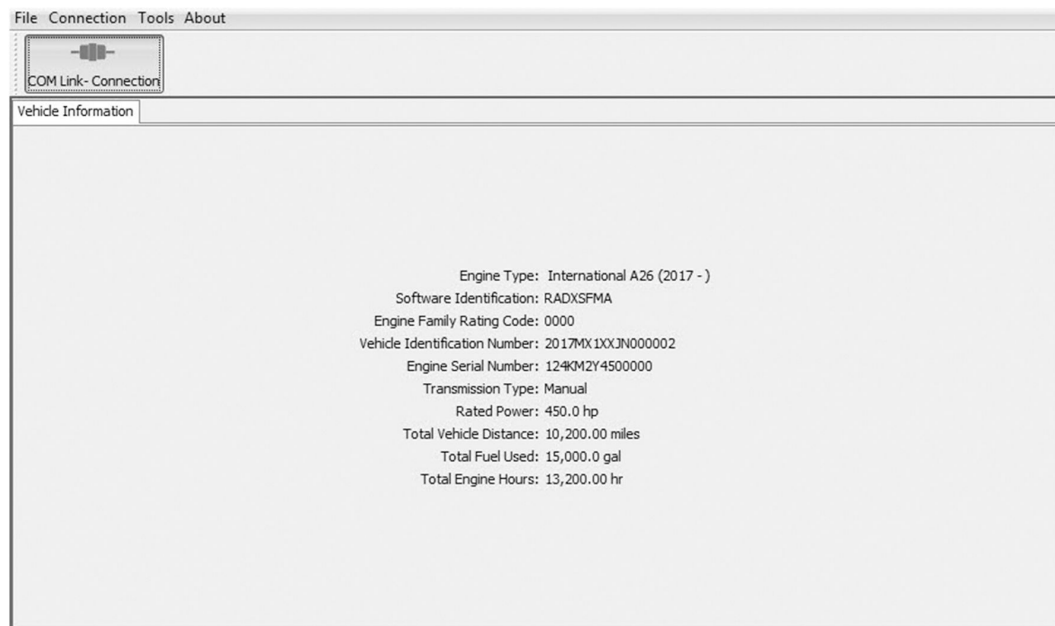 File Connection Tools About
COM Link- Connection
Vehicle Information
Engine Type: International A26 (2017 - )
Software Identification: RADXSFMA
Engine Family Rating Code: 0000
Vehicle Identification Number: 2017MX1XXJN000002
Engine Serial Number: 124KM2Y4500000
Transmission Type: Manual
Rated Power: 450.0 hp
Total Vehicle Distance: 10,200.00 miles
Total Fuel Used: 15,000.0 gal
Total Engine Hours: 13,200.00 hr